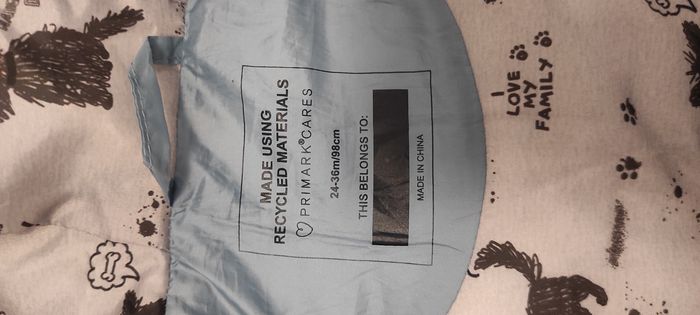 MADE USING
RECYCLED MATERIALS
PRIMARK® CARES
24-36m/98cm
THIS BELONGS TO:
MADE IN CHINA
I
LOVE
MY
FAMILY